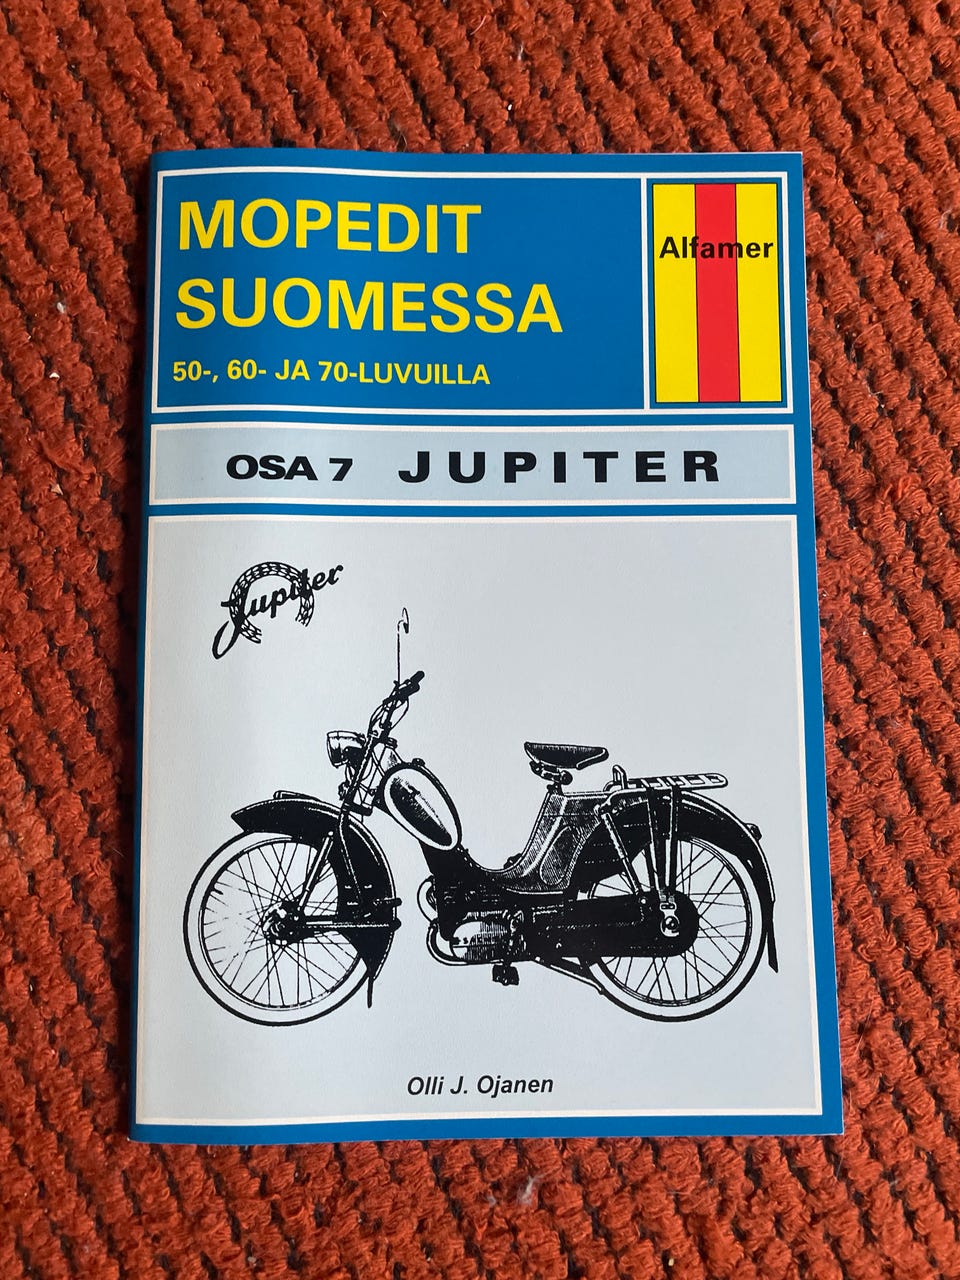 MOPEDIT
SUOMESSA
50-, 60- JA 70-LUVUILLA
Alfamer
OSA 7 JUPITER
Jupiter
Olli J. Ojanen